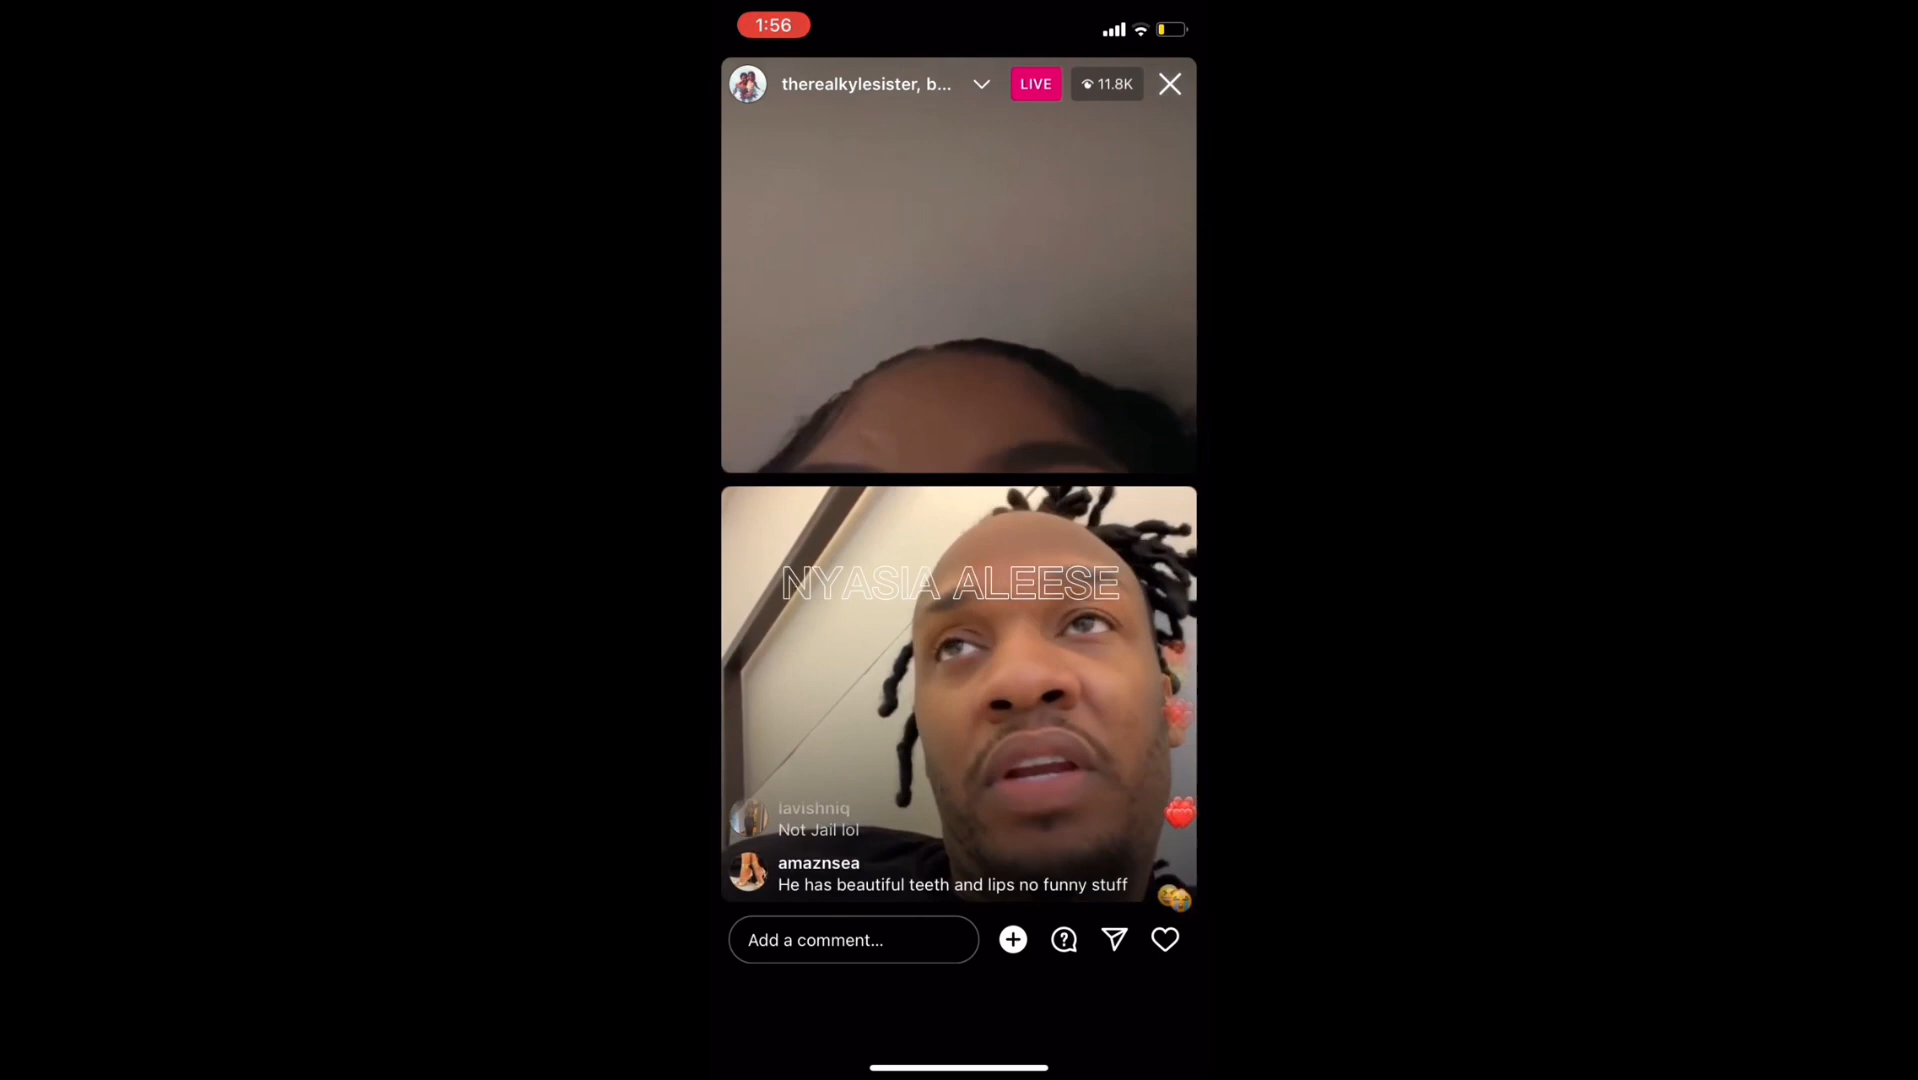 1:56
therealkylesister, b...
LIVE
11.8K
NYASIA ALEESE
lavishniq
Not Jail lol
amaznsea
He has beautiful teeth and lips no funny stuff
Add a comment...